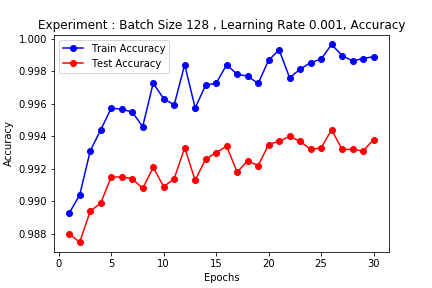 Experiment : Batch Size 128 , Learning Rate 0.001, Accuracy
1.000
0.998
0.996
0.994
0.992
0.990
0.988
Accuracy
Train Accuracy
Test Accuracy
0 5 10 15 20 25 30
Epochs